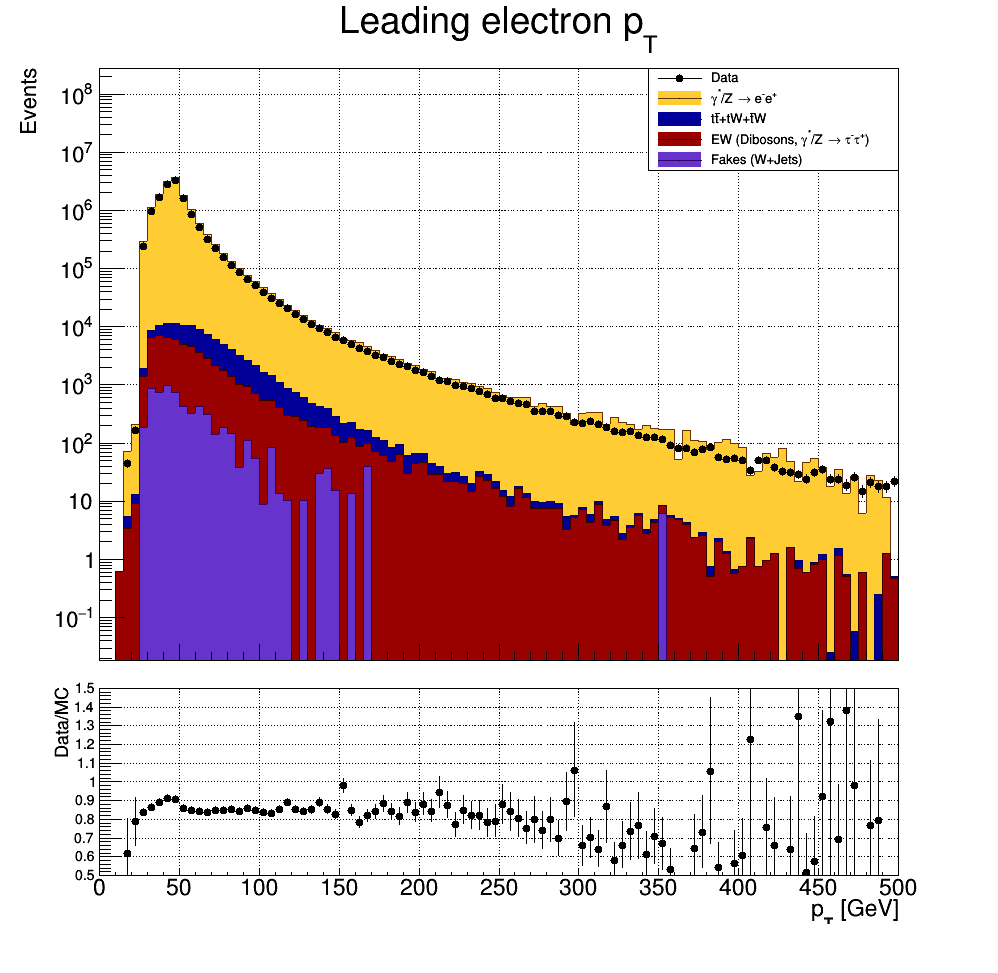 Leading electron p_T
Events
10⁸
10⁷
10⁶
10⁵
10⁴
10³
10²
10
1
10⁻¹
Data
γ*/Z → e⁻e⁺
tt̄+tW+t̄W
EW (Dibosons, γ*/Z → τ⁻τ⁺)
Fakes (W+Jets)
Data/MC
1.5
1.4
1.3
1.2
1.1
1
0.9
0.8
0.7
0.6
0.5
0 50 100 150 200 250 300 350 400 450 500
p_T [GeV]